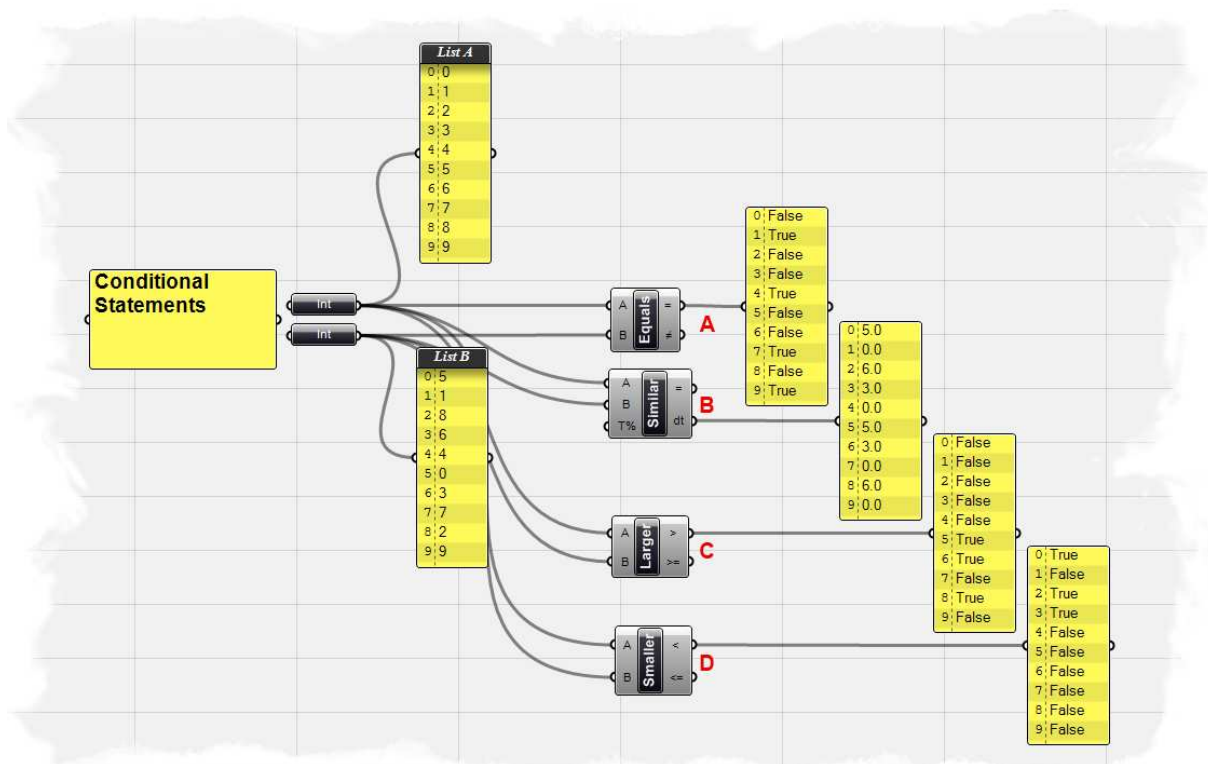 List A
0 0
1 1
2 2
3 3
4 4
5 5
6 6
7 7
8 8
9 9
Conditional
Statements
Int
Int
List B
0 5
1 1
2 8
3 6
4 4
5 0
6 3
7 7
8 2
9 9
A =
Equals
B ≠
A
0 False
1 True
2 False
3 False
4 True
5 False
6 False
7 True
8 False
9 True
A =
B
Similar
T% dt
B
0 5.0
1 0.0
2 6.0
3 3.0
4 0.0
5 5.0
6 3.0
7 0.0
8 6.0
9 0.0
A >
Larger
B >=
C
0 False
1 False
2 False
3 False
4 False
5 True
6 True
7 False
8 True
9 False
A <
Smaller
B <=
D
0 True
1 False
2 True
3 True
4 False
5 False
6 False
7 False
8 False
9 False